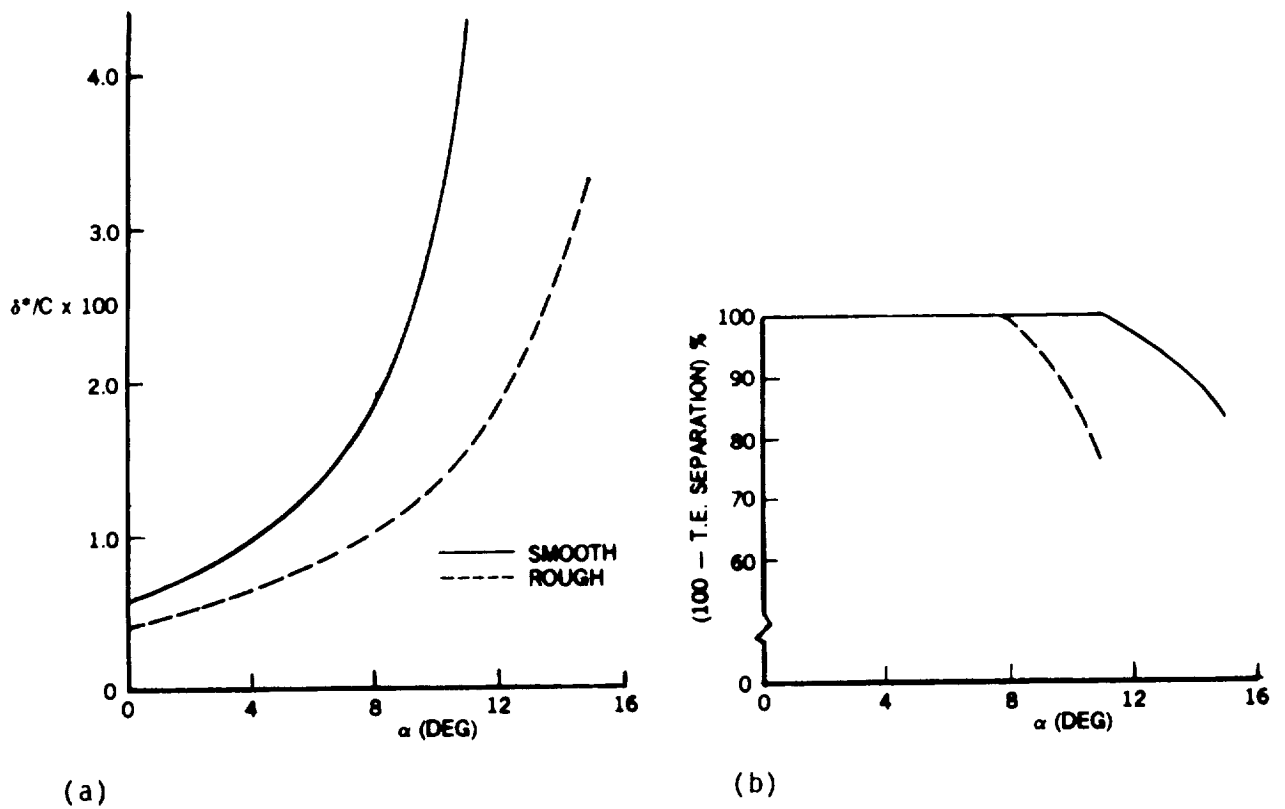 4.0
3.0
δ*/C x 100
2.0
1.0
0
0 4 8 12 16
α (DEG)
SMOOTH
ROUGH
(a)
(100 — T.E. SEPARATION) %
100
90
80
70
60
0
0 4 8 12 16
α (DEG)
(b)